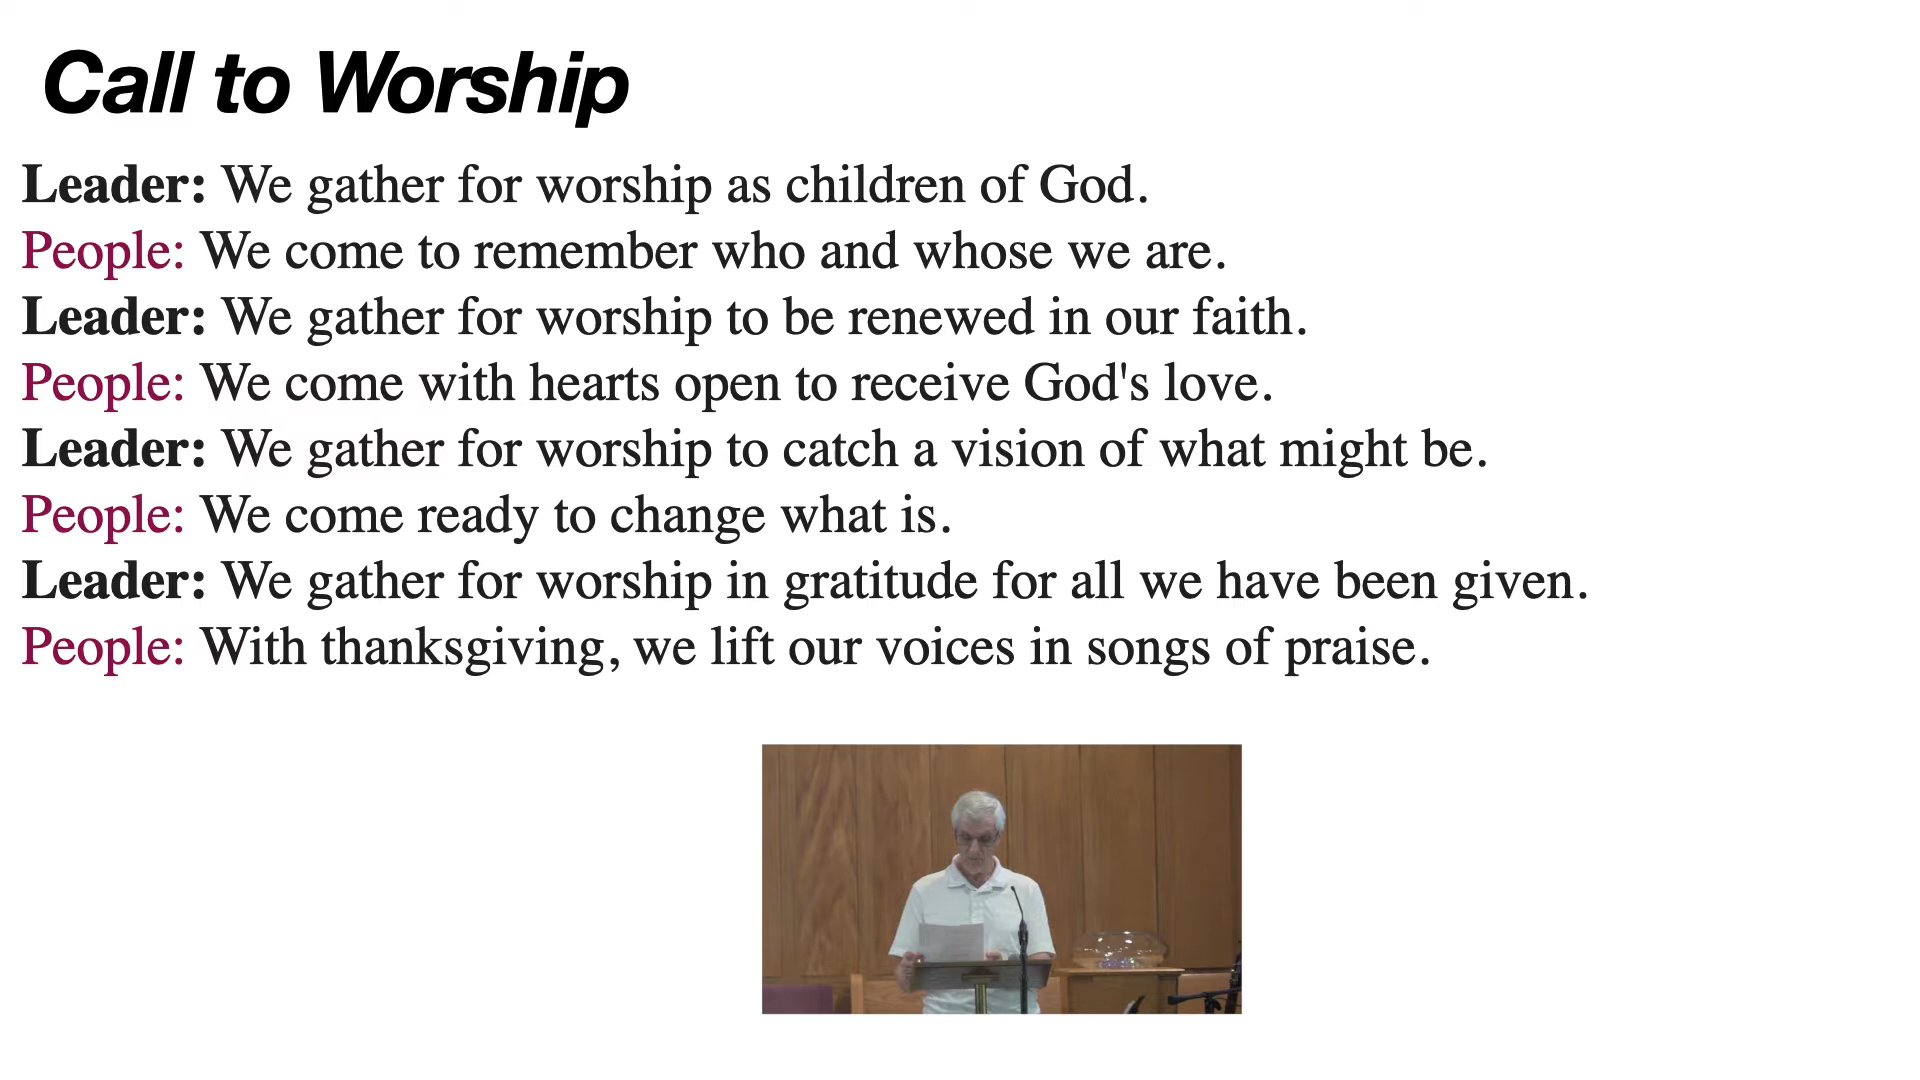 Call to Worship
Leader: We gather for worship as children of God.
People: We come to remember who and whose we are.
Leader: We gather for worship to be renewed in our faith.
People: We come with hearts open to receive God's love.
Leader: We gather for worship to catch a vision of what might be.
People: We come ready to change what is.
Leader: We gather for worship in gratitude for all we have been given.
People: With thanksgiving, we lift our voices in songs of praise.